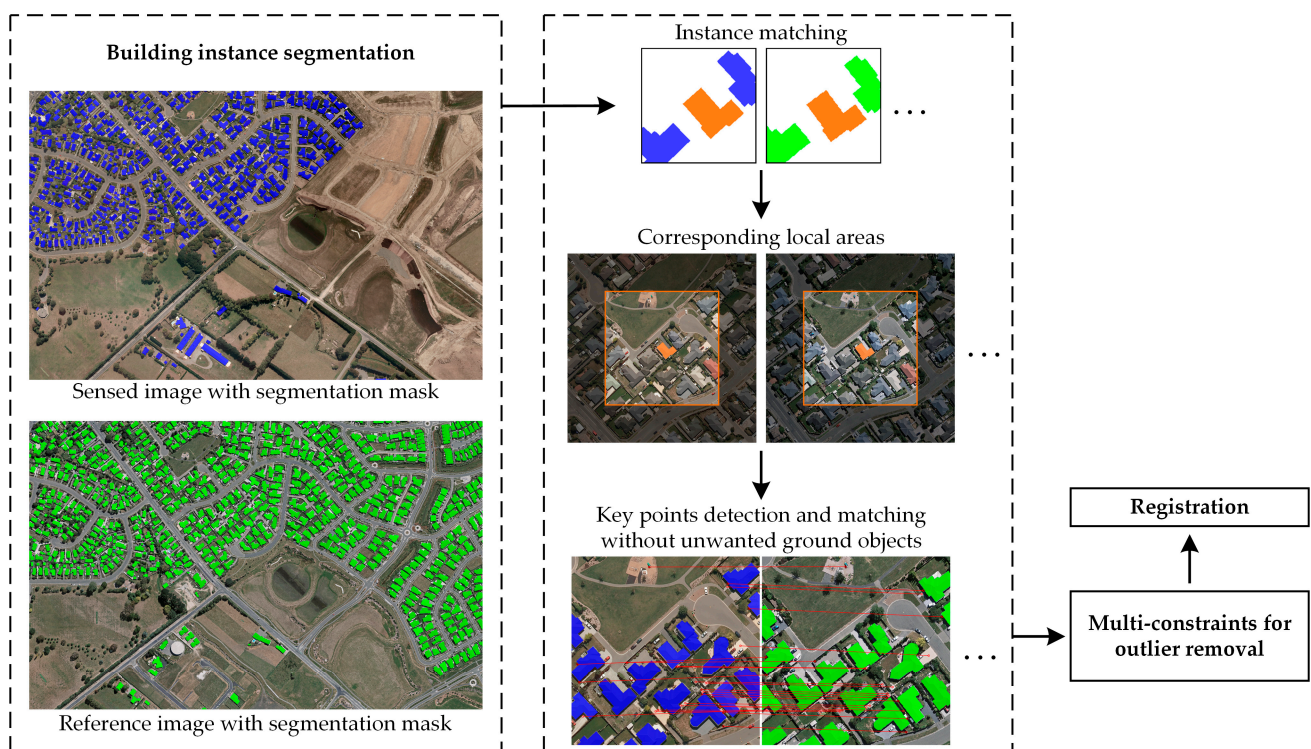 Building instance segmentation
Sensed image with segmentation mask
Reference image with segmentation mask
Instance matching
...
Corresponding local areas
...
Key points detection and matching
without unwanted ground objects
...
Registration
Multi-constraints for
outlier removal